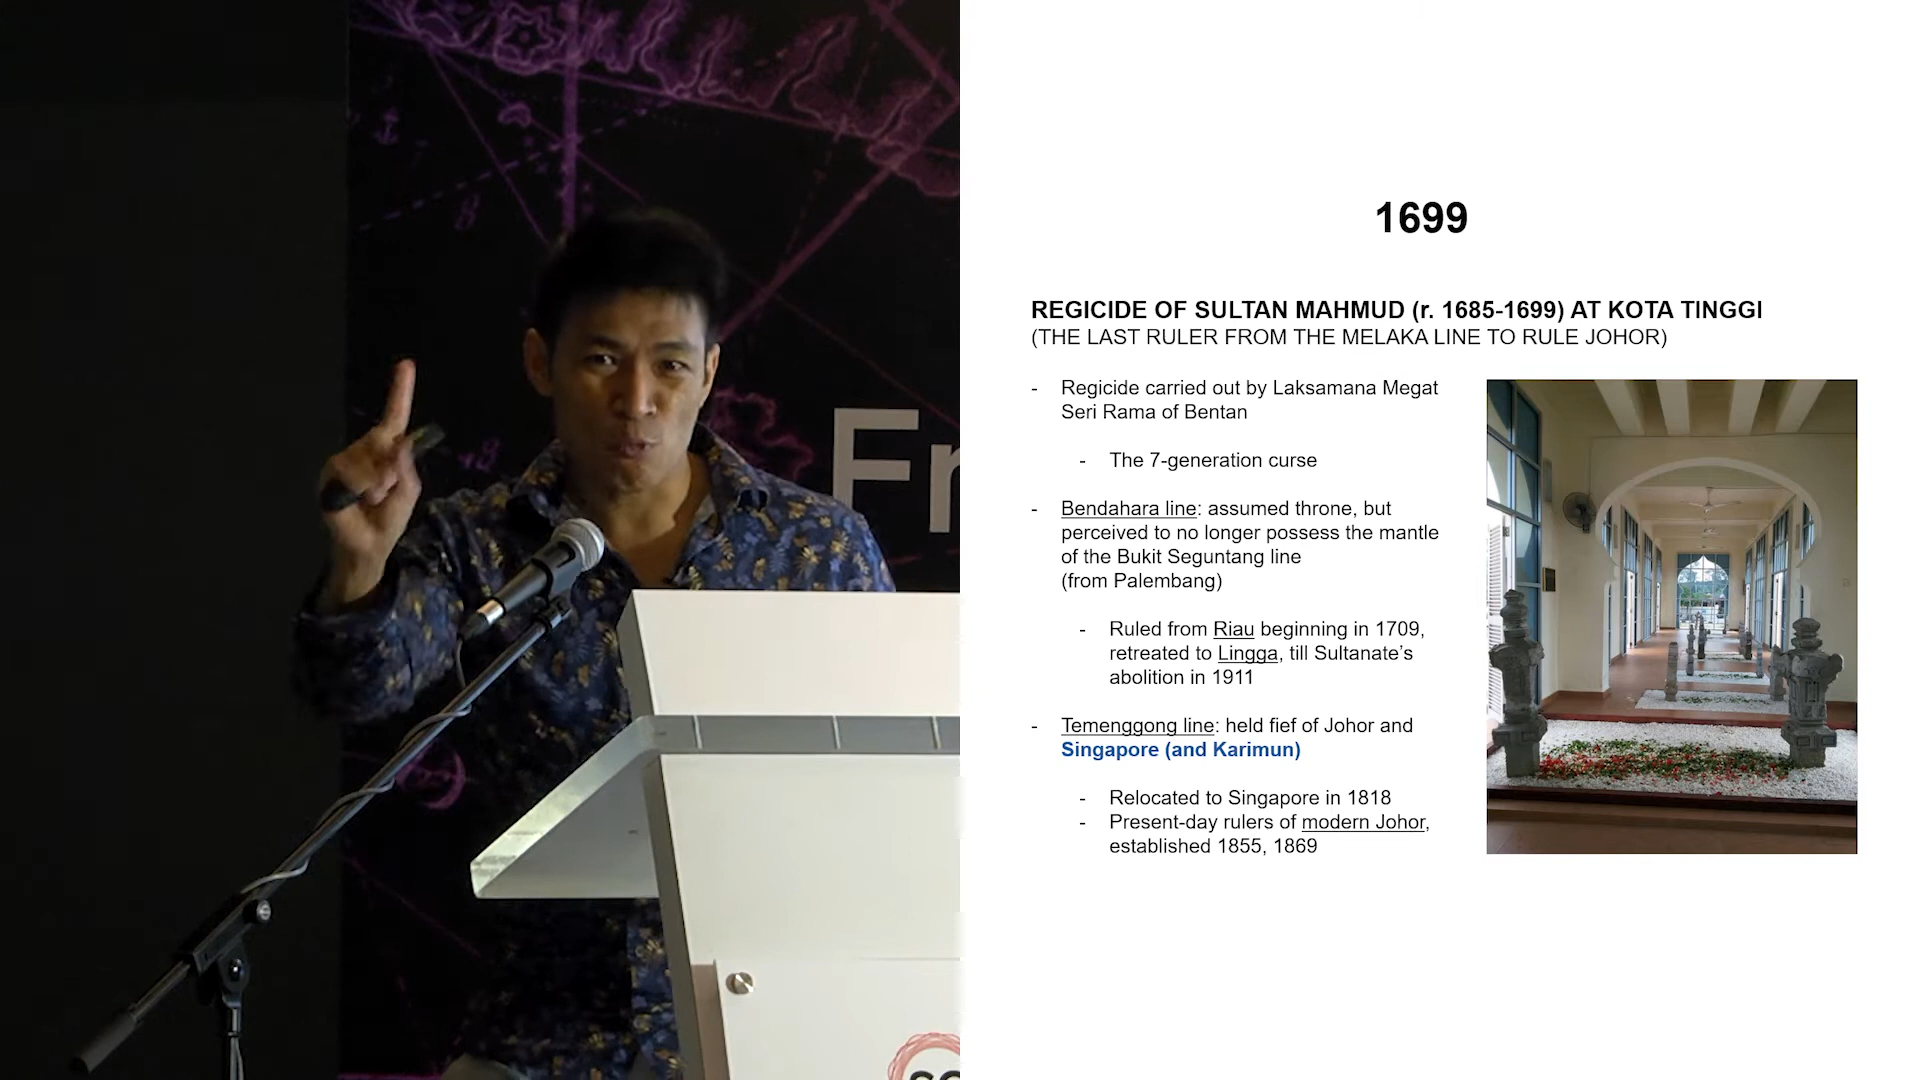 Fr
1699
REGICIDE OF SULTAN MAHMUD (r. 1685-1699) AT KOTA TINGGI
(THE LAST RULER FROM THE MELAKA LINE TO RULE JOHOR)
- Regicide carried out by Laksamana Megat
Seri Rama of Bentan
- The 7-generation curse
- Bendahara line: assumed throne, but
perceived to no longer possess the mantle
of the Bukit Seguntang line
(from Palembang)
- Ruled from Riau beginning in 1709,
retreated to Lingga, till Sultanate's
abolition in 1911
- Temenggong line: held fief of Johor and
Singapore (and Karimun)
- Relocated to Singapore in 1818
- Present-day rulers of modern Johor,
established 1855, 1869